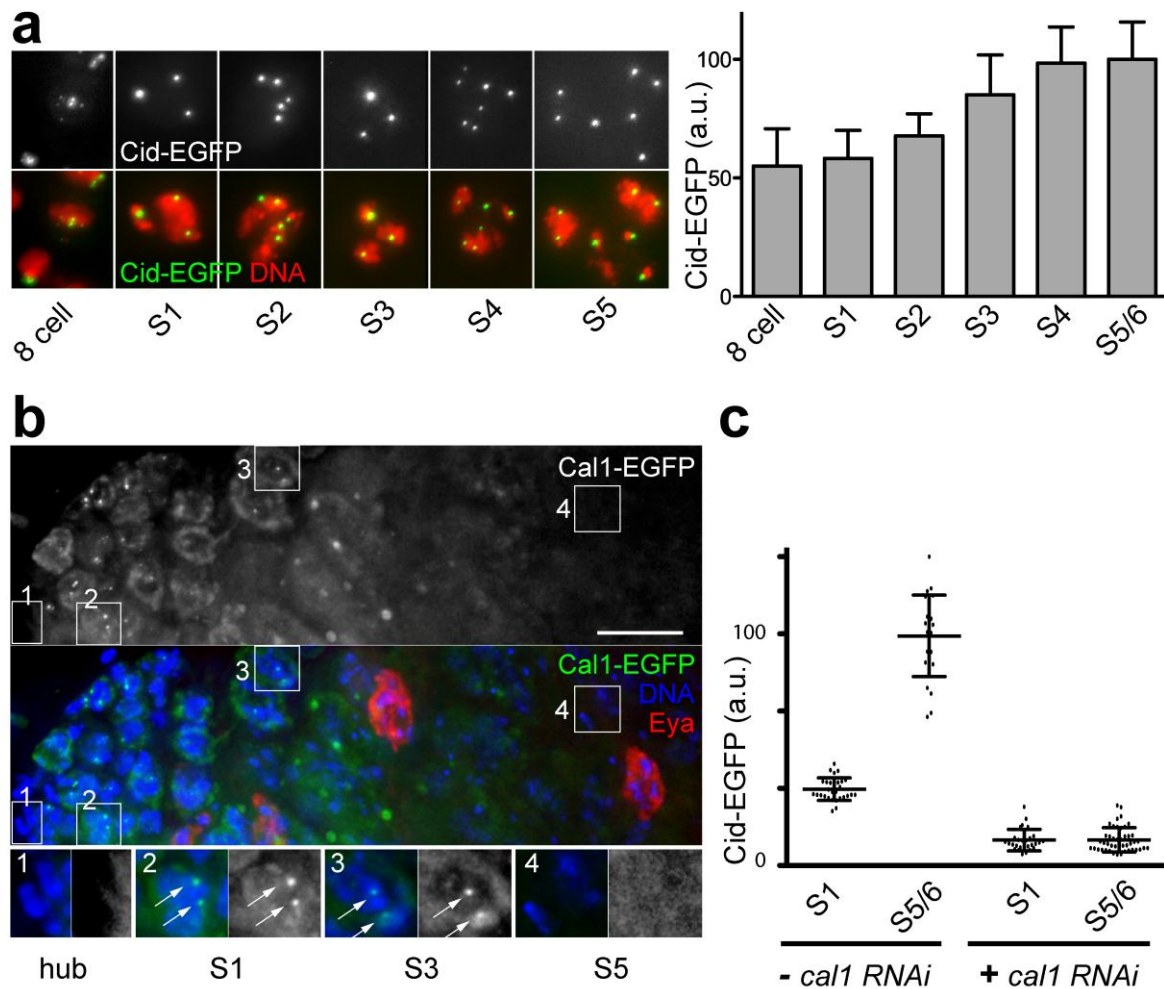 a
Cid-EGFP
Cid-EGFP DNA
8 cell S1 S2 S3 S4 S5
Cid-EGFP (a.u.)
100
50
0
8 cell S1 S2 S3 S4 S5/6
b
Cal1-EGFP
1 2 3 4
Cal1-EGFP
DNA
Eya
1 2 3 4
1 2 3 4
hub S1 S3 S5
c
Cid-EGFP (a.u.)
100
0
S1 S5/6 S1 S5/6
- cal1 RNAi + cal1 RNAi